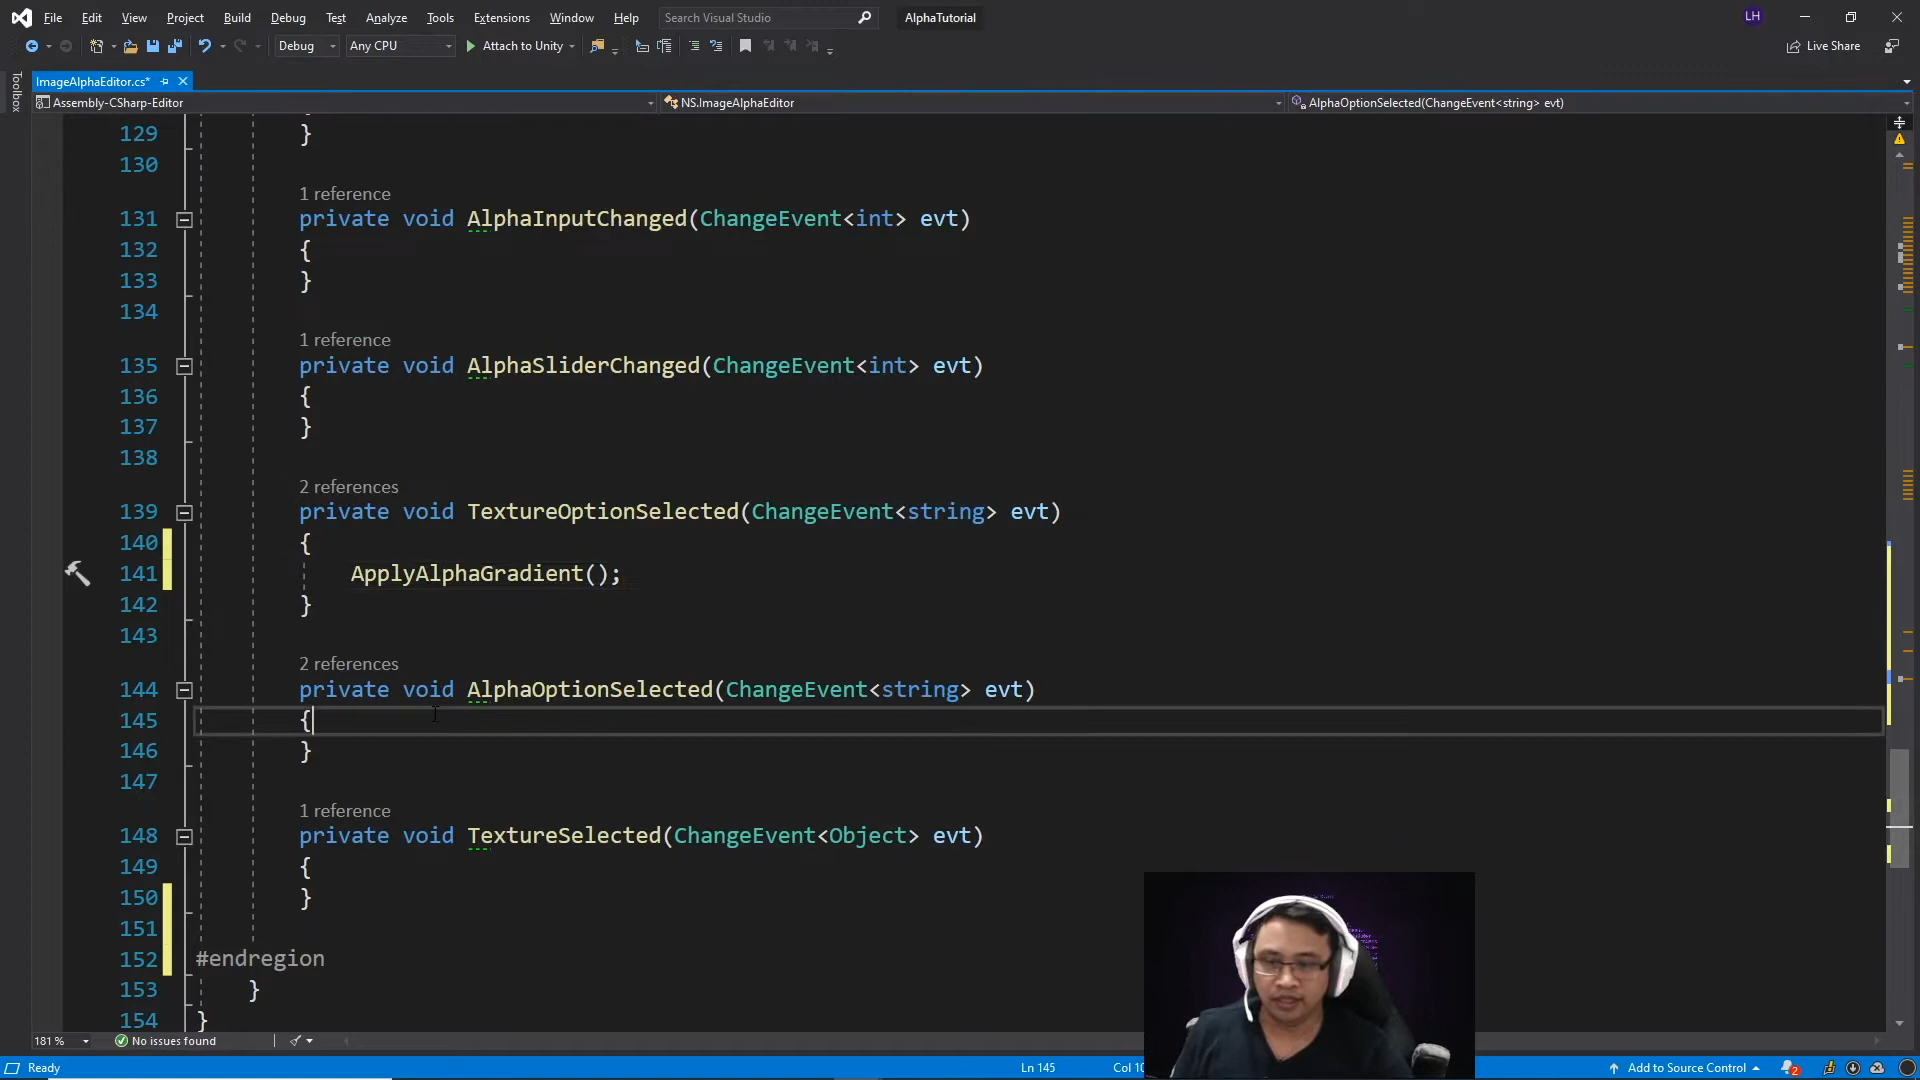 File Edit View Project Build Debug Test Analyze Tools Extensions Window Help Search Visual Studio AlphaTutorial LH
Debug Any CPU Attach to Unity Live Share
Toolbox
ImageAlphaEditor.cs*
Assembly-CSharp-Editor NS.ImageAlphaEditor AlphaOptionSelected(ChangeEvent<string> evt)
129 }
130
1 reference
131 private void AlphaInputChanged(ChangeEvent<int> evt)
132 {
133 }
134
1 reference
135 private void AlphaSliderChanged(ChangeEvent<int> evt)
136 {
137 }
138
2 references
139 private void TextureOptionSelected(ChangeEvent<string> evt)
140 {
141 ApplyAlphaGradient();
142 }
143
2 references
144 private void AlphaOptionSelected(ChangeEvent<string> evt)
145 {
146 }
147
1 reference
148 private void TextureSelected(ChangeEvent<Object> evt)
149 {
150 }
151
152 #endregion
153 }
154 }
181 % No issues found
Ready Ln 145 Add to Source Control 2